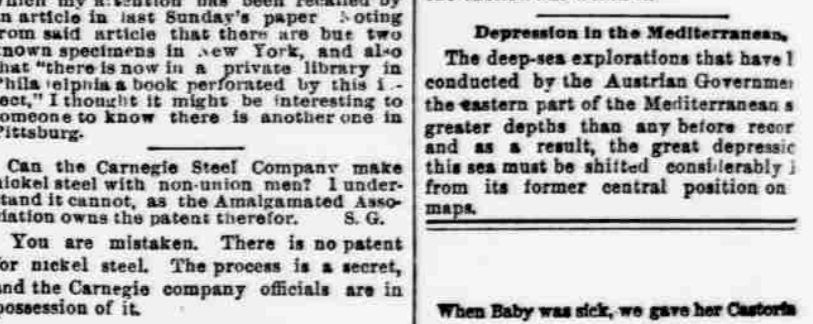 which my attention has been recalled by
an article in last Sunday's paper Noting
from said article that there are but two
known specimens in New York, and also
that "there is now in a private library in
Philadelphia a book perforated by this i-
ect," I thought it might be interesting to
omeone to know there is another one in
Pittsburg.
Can the Carnegie Steel Company make
nickel steel with non-union men? I under-
stand it cannot, as the Amalgamated Asso-
iation owns the patent therefor. S. G.
You are mistaken. There is no patent
for nickel steel. The process is a secret,
and the Carnegie company officials are in
possession of it.
Depression in the Mediterranean.
The deep-sea explorations that have
conducted by the Austrian Governmen
the eastern part of the Mediterranean s
greater depths than any before recor
and as a result, the great depressio
this sea must be shifted considerably
from its former central position on
maps.
When Baby was sick, we gave her Castoria